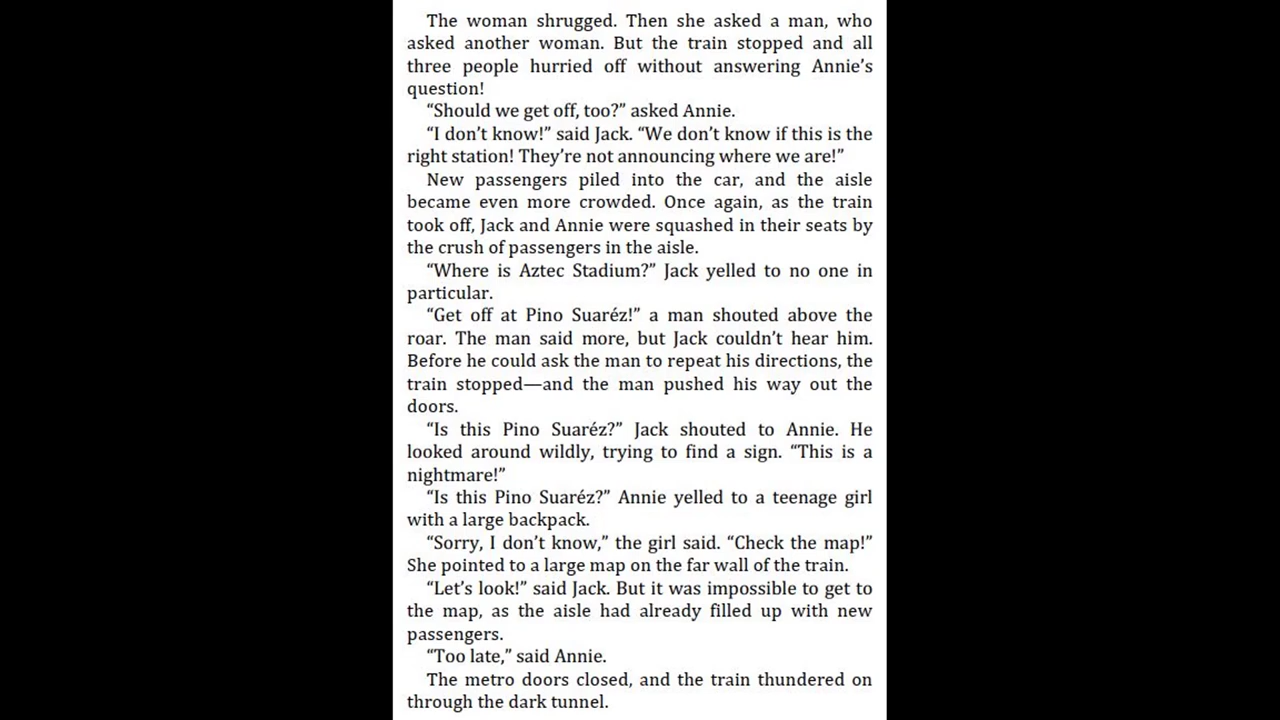 The woman shrugged. Then she asked a man, who
asked another woman. But the train stopped and all
three people hurried off without answering Annie’s
question!
“Should we get off, too?” asked Annie.
“I don’t know!” said Jack. “We don’t know if this is the
right station! They’re not announcing where we are!”
New passengers piled into the car, and the aisle
became even more crowded. Once again, as the train
took off, Jack and Annie were squashed in their seats by
the crush of passengers in the aisle.
“Where is Aztec Stadium?” Jack yelled to no one in
particular.
“Get off at Pino Suaréz!” a man shouted above the
roar. The man said more, but Jack couldn’t hear him.
Before he could ask the man to repeat his directions, the
train stopped—and the man pushed his way out the
doors.
“Is this Pino Suaréz?” Jack shouted to Annie. He
looked around wildly, trying to find a sign. “This is a
nightmare!”
“Is this Pino Suaréz?” Annie yelled to a teenage girl
with a large backpack.
“Sorry, I don’t know,” the girl said. “Check the map!”
She pointed to a large map on the far wall of the train.
“Let’s look!” said Jack. But it was impossible to get to
the map, as the aisle had already filled up with new
passengers.
“Too late,” said Annie.
The metro doors closed, and the train thundered on
through the dark tunnel.